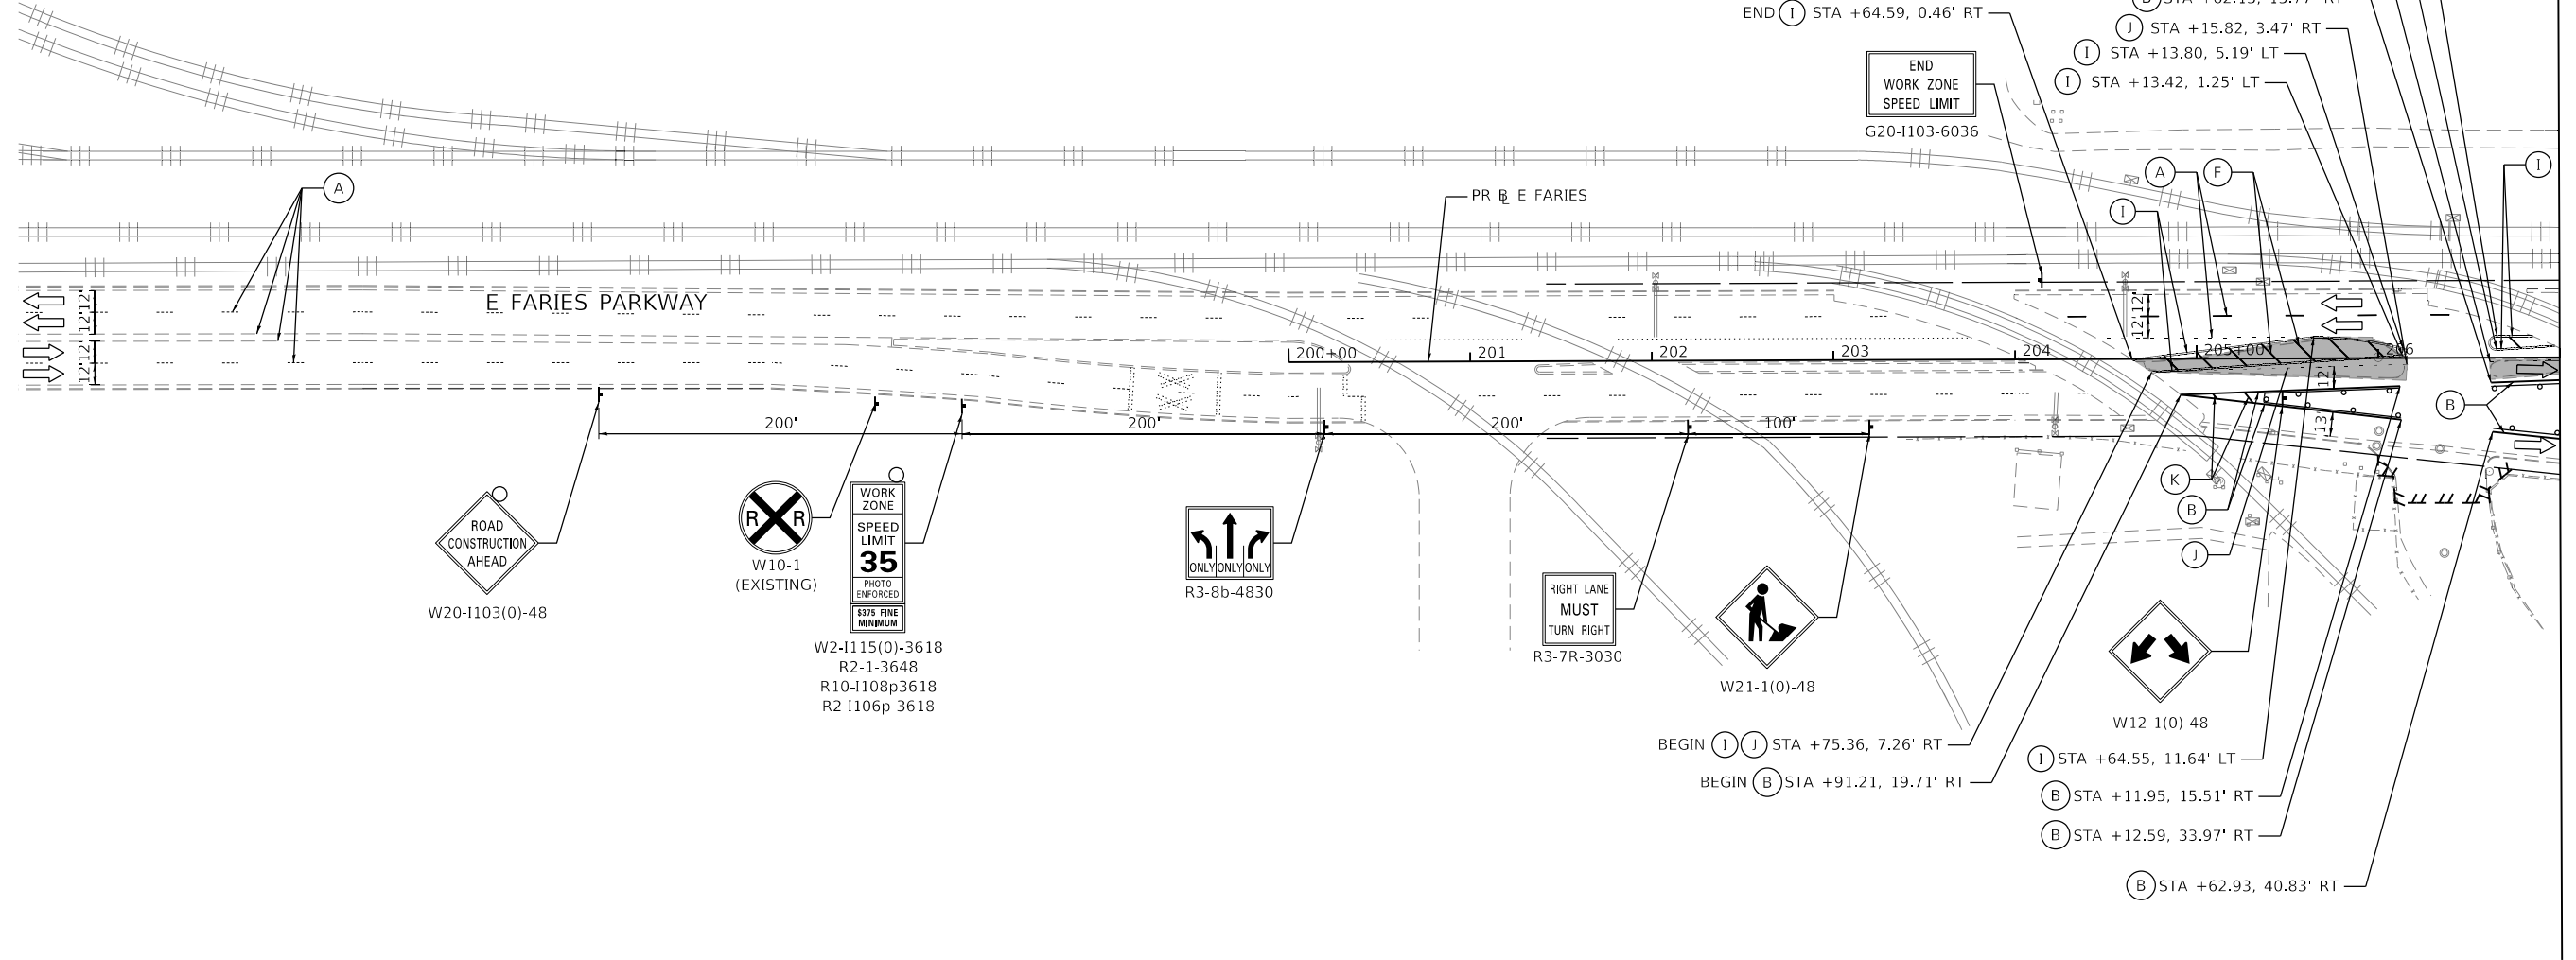 END I STA +64.59, 0.46' RT
J STA +15.82, 3.47' RT
I STA +13.80, 5.19' LT
I STA +13.42, 1.25' LT
END
WORK ZONE
SPEED LIMIT
G20-I103-6036
I
A
A F
I
PR BL E FARIES
E FARIES PARKWAY
12' 12'
12' 12'
12' 12'
200+00 201 202 203 204 205+00 206
12
13
200' 200' 200' 100'
B
K
B
J
ROAD
CONSTRUCTION
AHEAD
W20-I103(0)-48
R R
W10-1
(EXISTING)
WORK
ZONE
SPEED
LIMIT
35
PHOTO
ENFORCED
$375 FINE
MINIMUM
W2-I115(0)-3618
R2-1-3648
R10-I108p3618
R2-I106p-3618
ONLY ONLY ONLY
R3-8b-4830
RIGHT LANE
MUST
TURN RIGHT
R3-7R-3030
W21-1(0)-48
W12-1(0)-48
BEGIN I J STA +75.36, 7.26' RT
BEGIN B STA +91.21, 19.71' RT
I STA +64.55, 11.64' LT
B STA +11.95, 15.51' RT
B STA +12.59, 33.97' RT
B STA +62.93, 40.83' RT